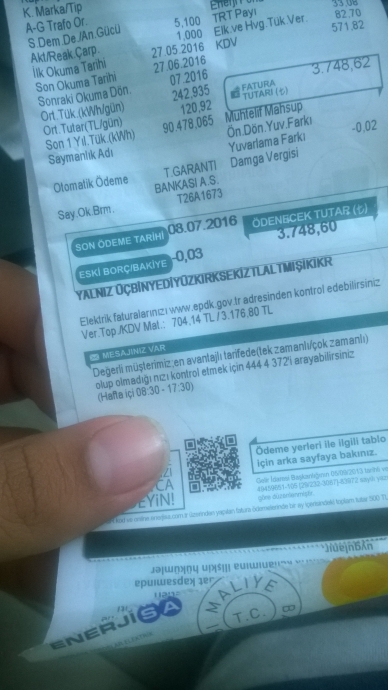 K. Marka/Tip
A-G Trafo Or.
S.Dem.De./An.Gücü 5,100
Akt/Reak Çarp. 1,000
İlk Okuma Tarihi 27.05.2016
Son Okuma Tarihi 27.06.2016
Sonraki Okuma Dön. 07.2016
Ort.Tük.(kWh/gün) 242,935
Ort.Tutar(TL/gün) 120,92
Son 1 Yıl.Tük.(kWh) 90 478,065
Saymanlık Adı
Otomatik Ödeme T.GARANTI
BANKASI A.S.
Say.Ok.Brm. T26A1673
TRT Payı
Elk.ve Hvg.Tük.Ver. 82,70
KDV 571,82
FATURA
TUTARI (₺) 3.748,62
Muhtelif Mahsup
Ön.Dön.Yuv.Farkı
Yuvarlama Farkı -0,02
Damga Vergisi
SON ÖDEME TARİHİ 08.07.2016 ÖDENECEK TUTAR (₺)
ESKİ BORÇ/BAKİYE -0,03 3.748,60
YALNIZ ÜÇBİNYEDİYÜZKIRKSEKİZTLALTMIŞIKIKR
Elektrik faturalarınızı www.epdk.gov.tr adresinden kontrol edebilirsiniz
Ver.Top./KDV Mat.: 704,14 TL / 3.176,80 TL
MESAJINIZ VAR
Değerli müşterimiz;en avantajlı tarifede(tek zamanlı/çok zamanlı)
olup olmadığınızı kontrol etmek için 444 4 372'i arayabilirsiniz
(Hafta içi 08:30 - 17:30)
Ödeme yerleri ile ilgili tablo
için arka sayfaya bakınız.
ENERJİSA
MALİYE
T.C.